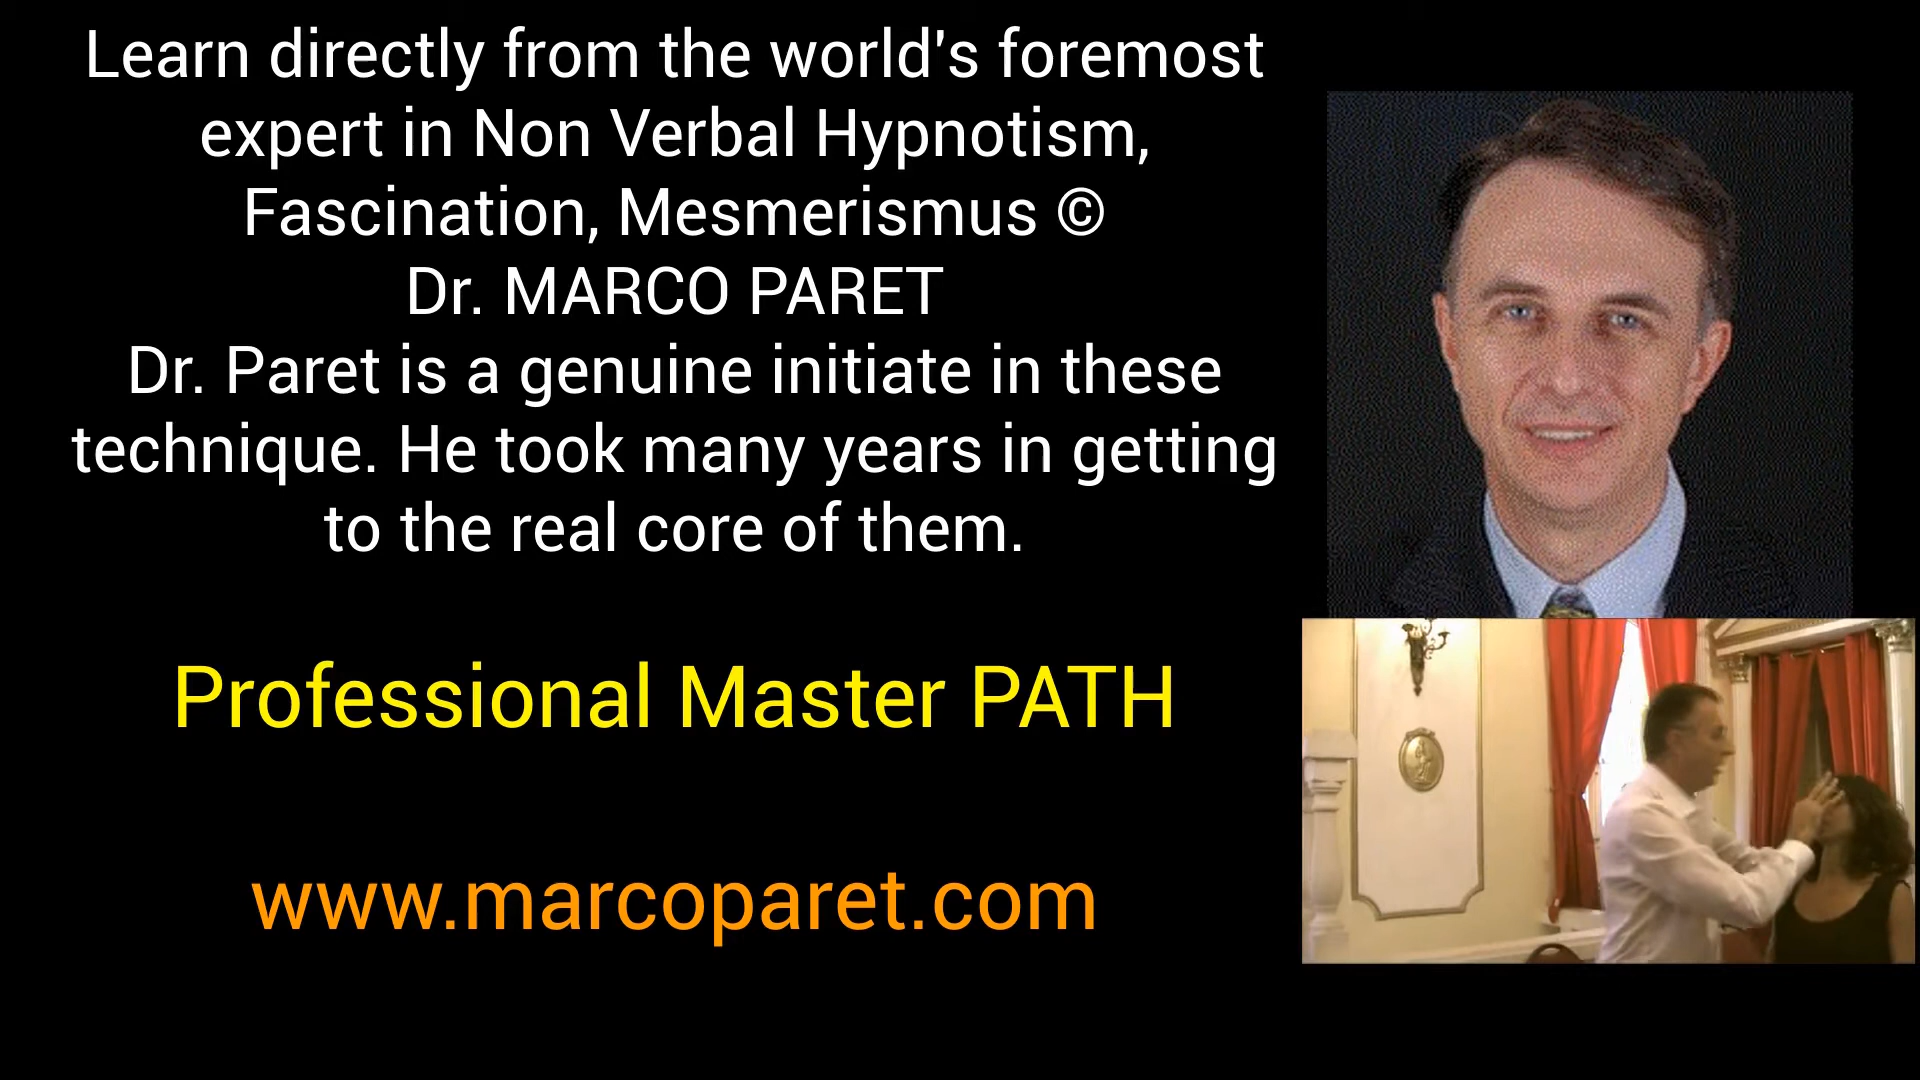 Learn directly from the world's foremost
expert in Non Verbal Hypnotism,
Fascination, Mesmerismus ©
Dr. MARCO PARET
Dr. Paret is a genuine initiate in these
technique. He took many years in getting
to the real core of them.
Professional Master PATH
www.marcoparet.com